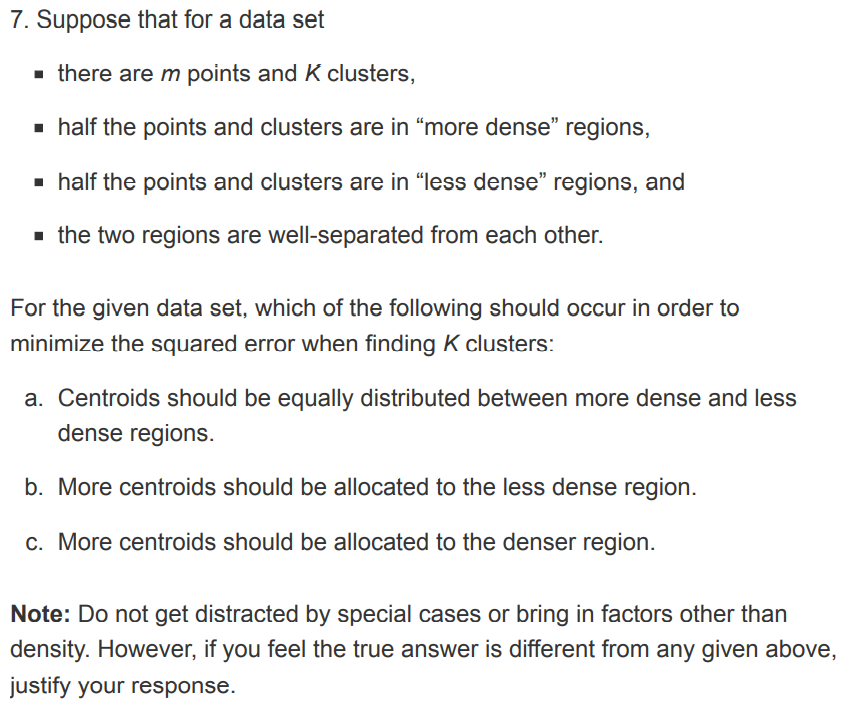 7. Suppose that for a data set
▪ there are m points and K clusters,
▪ half the points and clusters are in “more dense” regions,
▪ half the points and clusters are in “less dense” regions, and
▪ the two regions are well-separated from each other.
For the given data set, which of the following should occur in order to
minimize the squared error when finding K clusters:
a. Centroids should be equally distributed between more dense and less
dense regions.
b. More centroids should be allocated to the less dense region.
c. More centroids should be allocated to the denser region.
Note: Do not get distracted by special cases or bring in factors other than
density. However, if you feel the true answer is different from any given above,
justify your response.